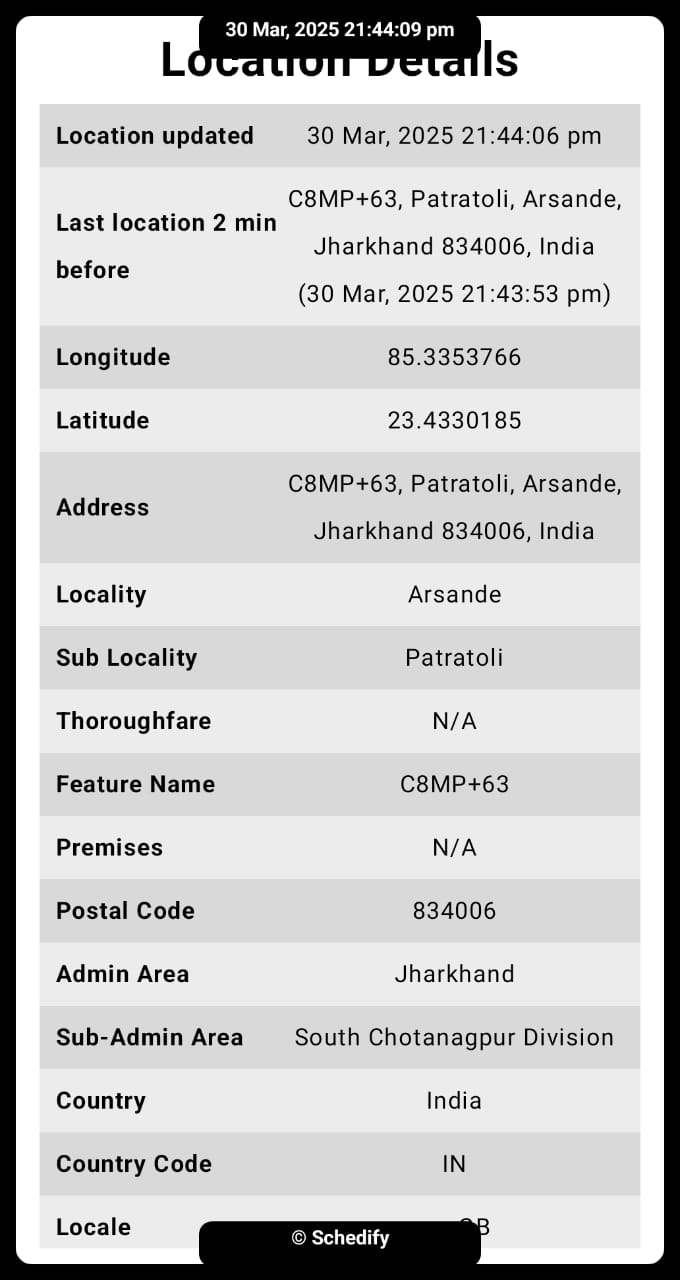 30 Mar, 2025 21:44:09 pm
Location Details
Location updated
30 Mar, 2025 21:44:06 pm
Last location 2 min
before
C8MP+63, Patratoli, Arsande,
Jharkhand 834006, India
(30 Mar, 2025 21:43:53 pm)
Longitude
85.3353766
Latitude
23.4330185
Address
C8MP+63, Patratoli, Arsande,
Jharkhand 834006, India
Locality
Arsande
Sub Locality
Patratoli
Thoroughfare
N/A
Feature Name
C8MP+63
Premises
N/A
Postal Code
834006
Admin Area
Jharkhand
Sub-Admin Area
South Chotanagpur Division
Country
India
Country Code
IN
Locale
© Schedify